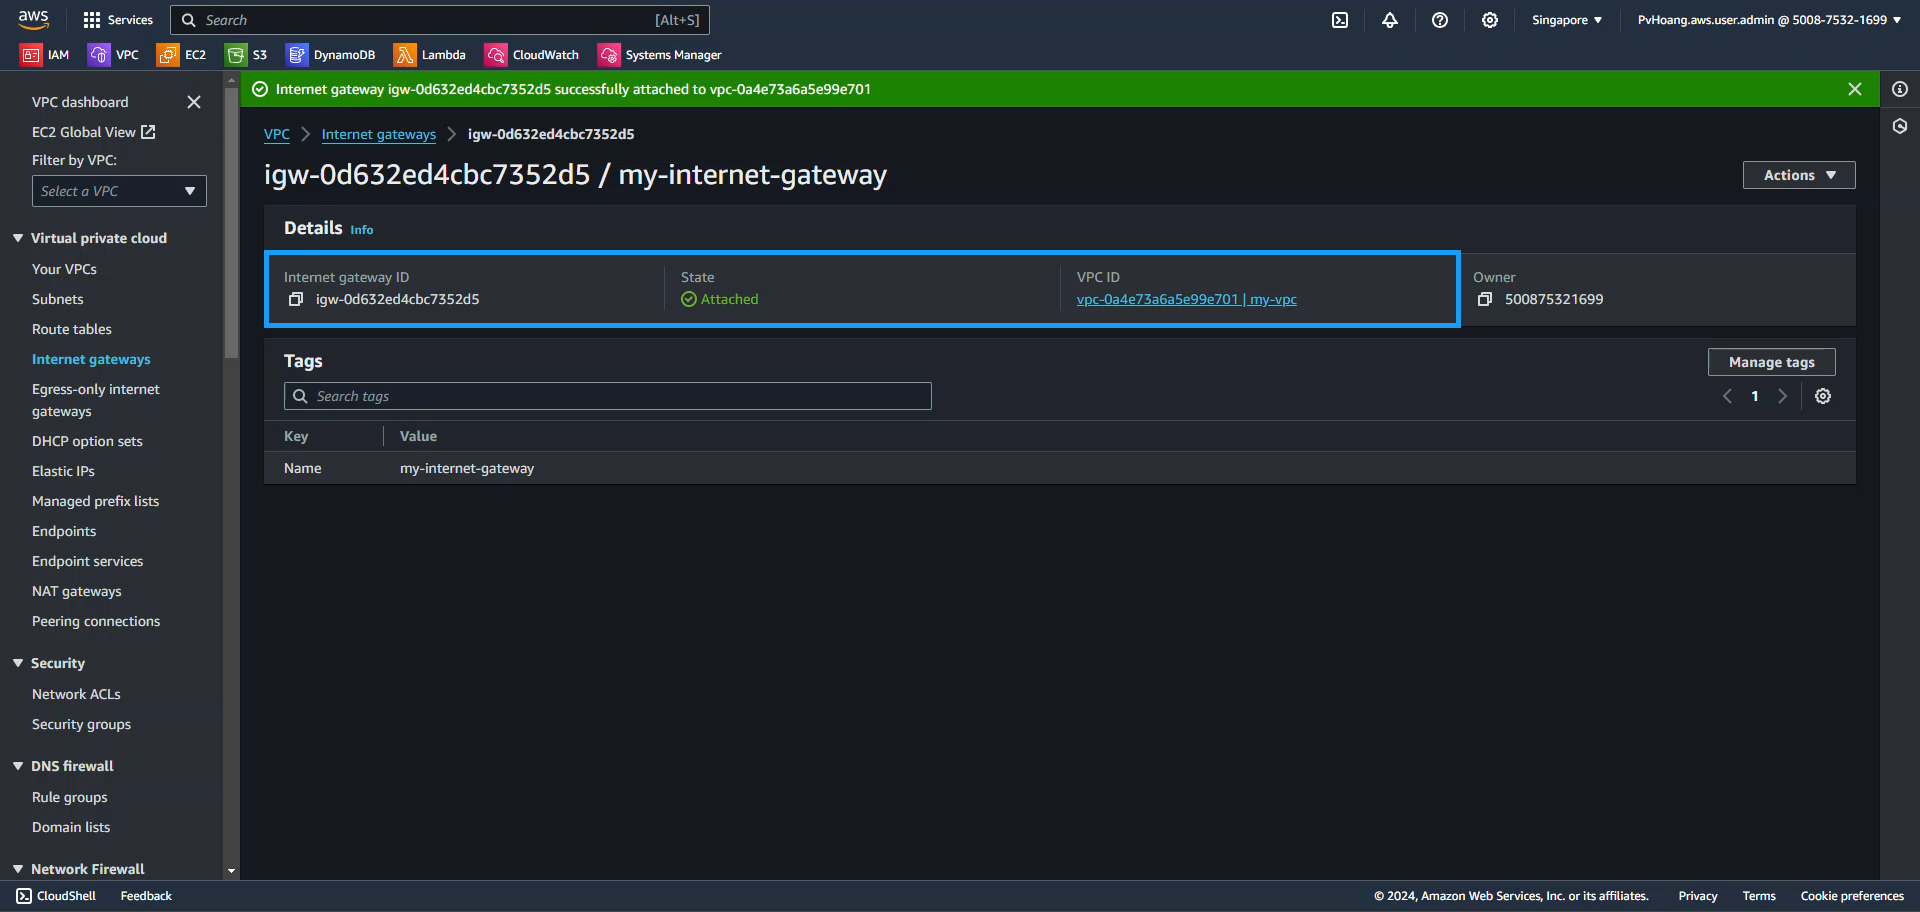 aws
Services
Search [Alt+S]
Singapore
PvHoang.aws.user.admin @ 5008-7532-1699
IAM
VPC
EC2
S3
DynamoDB
Lambda
CloudWatch
Systems Manager
VPC dashboard
EC2 Global View
Filter by VPC:
Select a VPC
Virtual private cloud
Your VPCs
Subnets
Route tables
Internet gateways
Egress-only internet
gateways
DHCP option sets
Elastic IPs
Managed prefix lists
Endpoints
Endpoint services
NAT gateways
Peering connections
Security
Network ACLs
Security groups
DNS firewall
Rule groups
Domain lists
Network Firewall
Internet gateway igw-0d632ed4cbc7352d5 successfully attached to vpc-0a4e73a6a5e99e701
VPC > Internet gateways > igw-0d632ed4cbc7352d5
igw-0d632ed4cbc7352d5 / my-internet-gateway
Actions
Details Info
Internet gateway ID
igw-0d632ed4cbc7352d5
State
Attached
VPC ID
vpc-0a4e73a6a5e99e701 | my-vpc
Owner
500875321699
Tags
Manage tags
Search tags
1
Key Value
Name my-internet-gateway
CloudShell
Feedback
© 2024, Amazon Web Services, Inc. or its affiliates.
Privacy
Terms
Cookie preferences